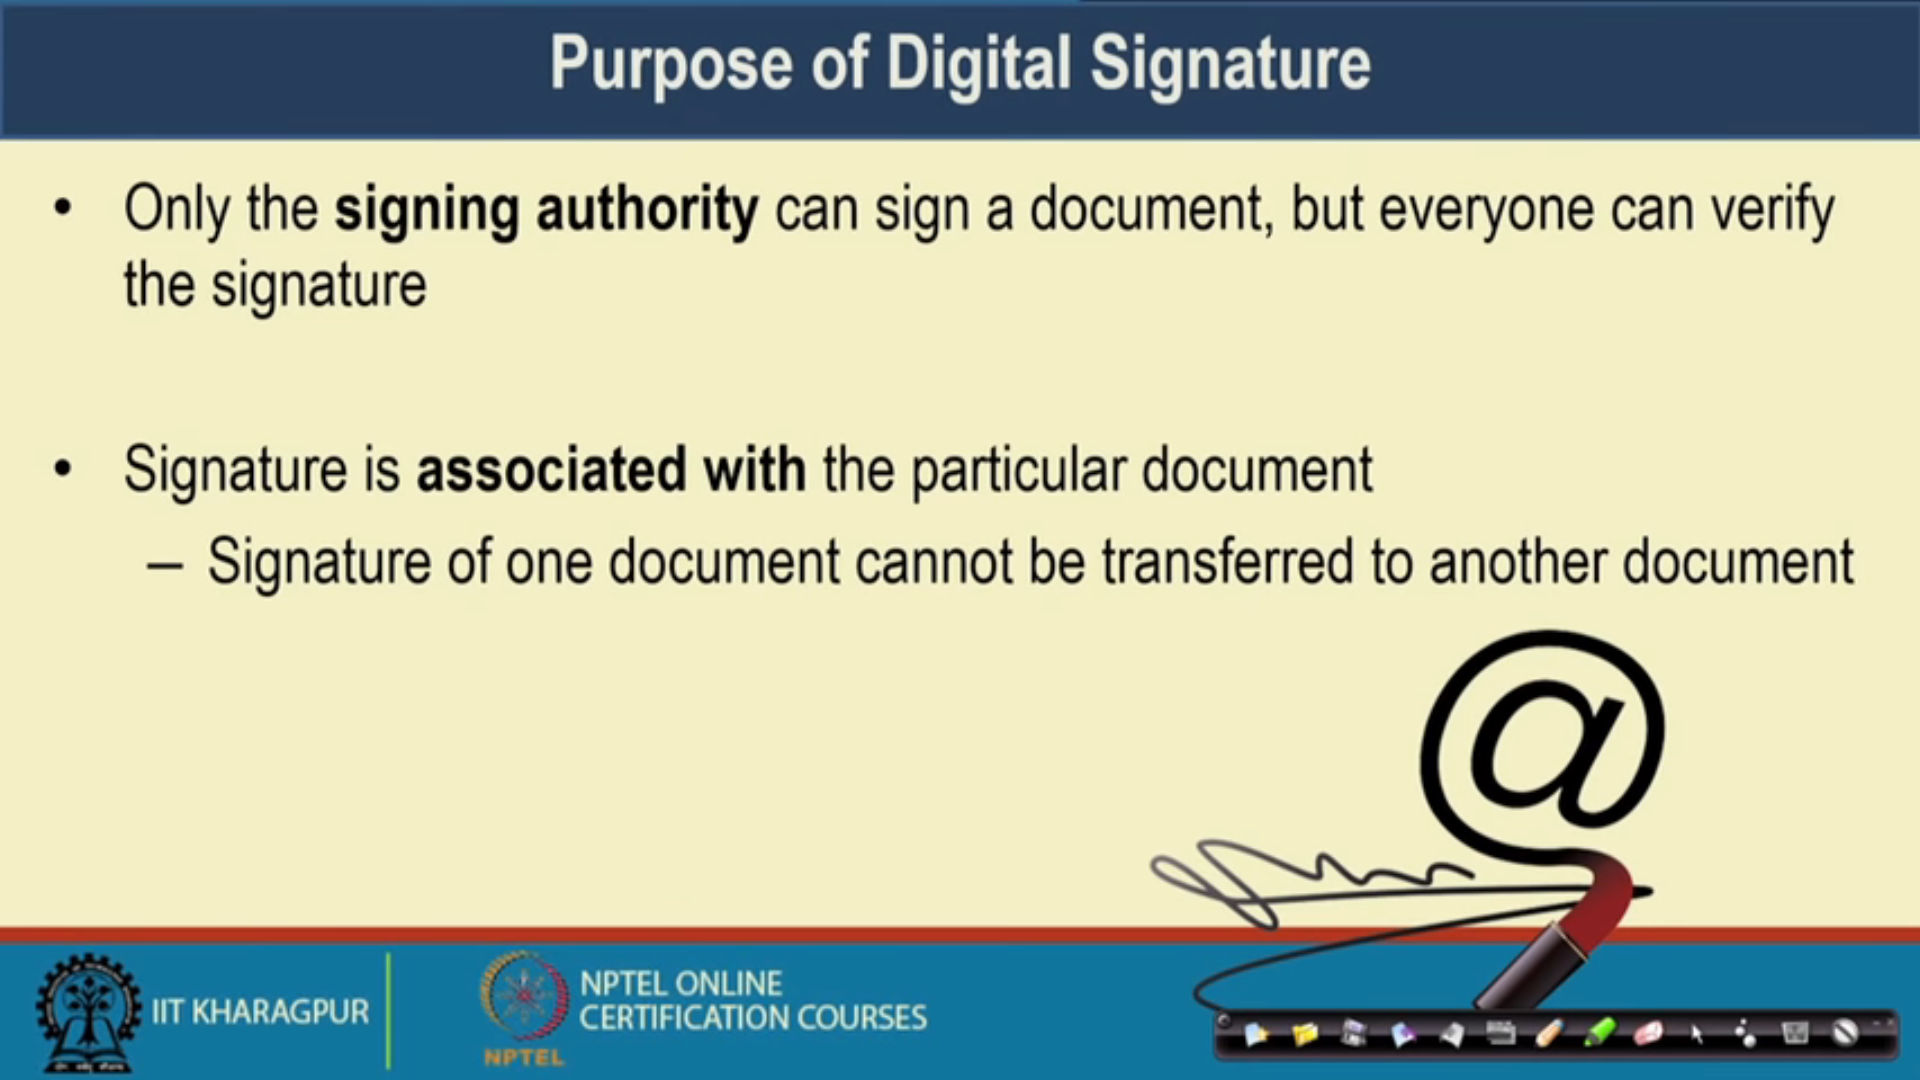 Purpose of Digital Signature
• Only the signing authority can sign a document, but everyone can verify
the signature
• Signature is associated with the particular document
– Signature of one document cannot be transferred to another document
@
IIT KHARAGPUR
NPTEL
NPTEL ONLINE
CERTIFICATION COURSES